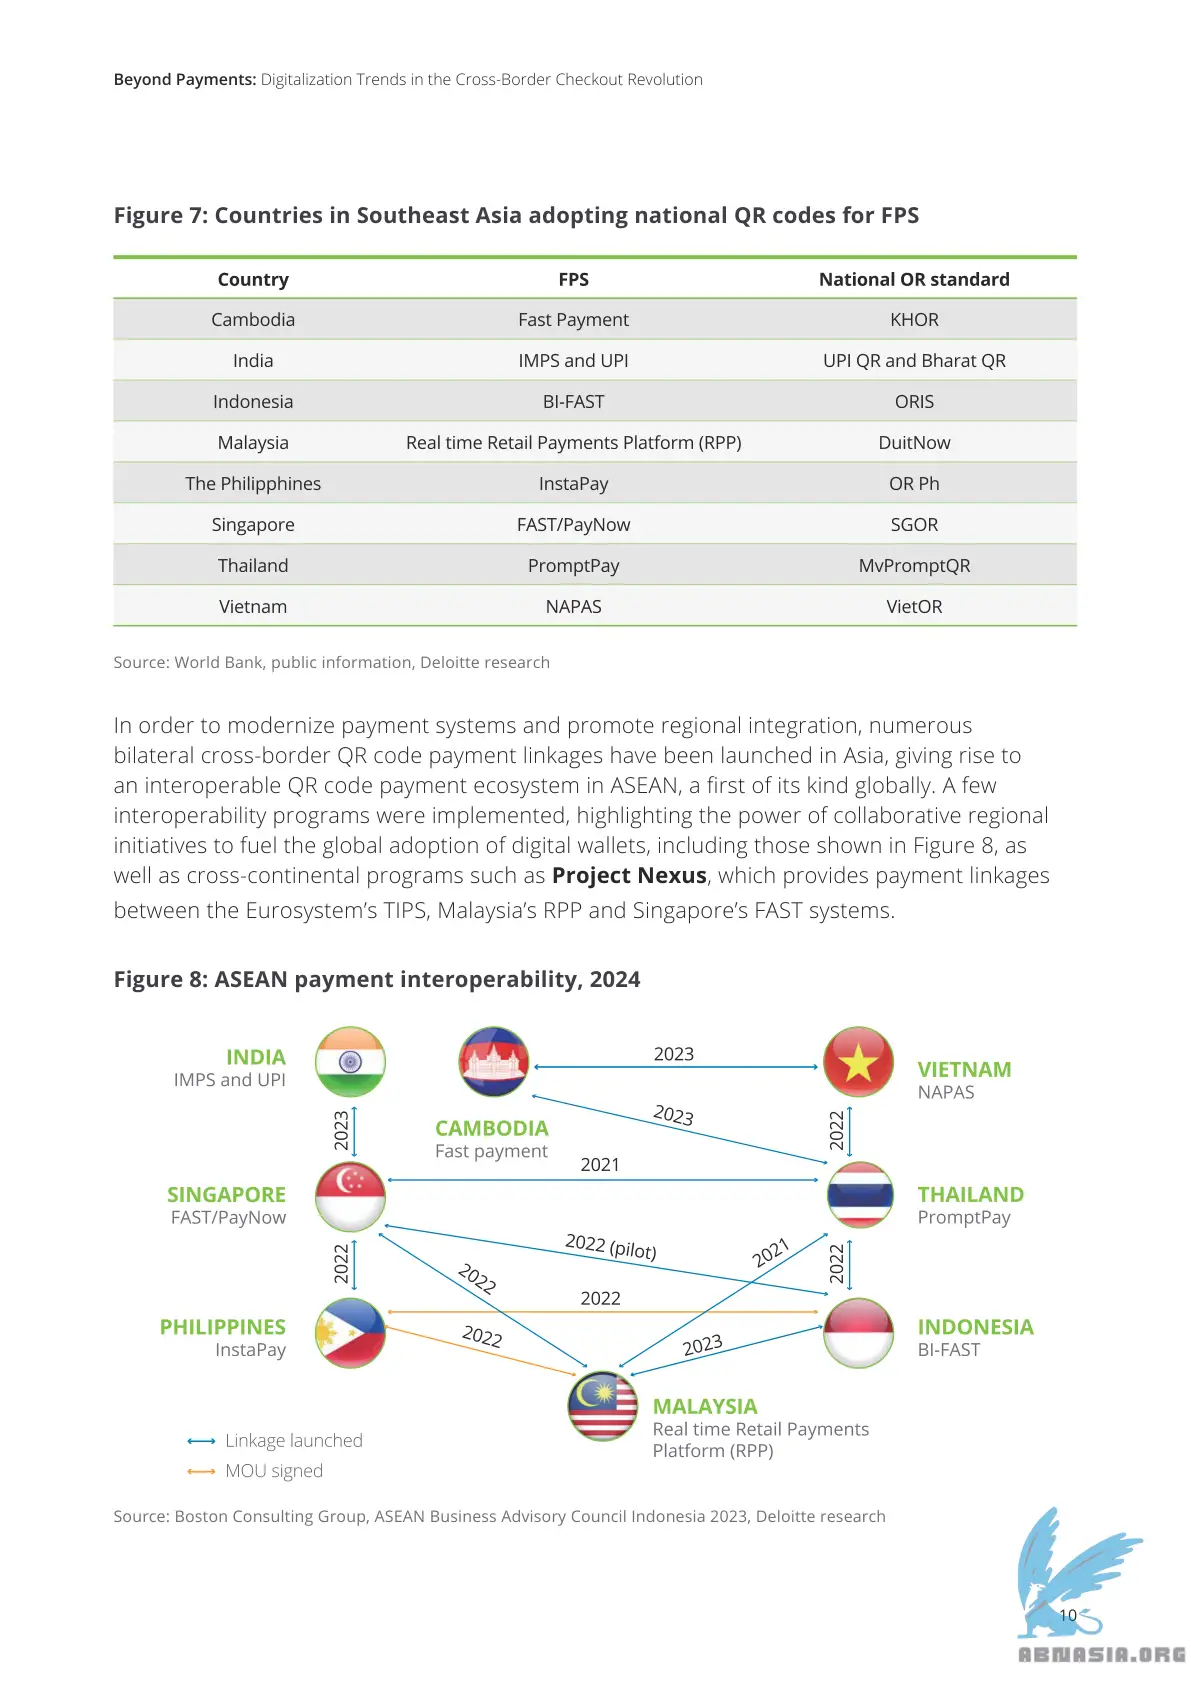 Beyond Payments: Digitalization Trends in the Cross-Border Checkout Revolution
Figure 7: Countries in Southeast Asia adopting national QR codes for FPS
Country FPS National OR standard
Cambodia Fast Payment KHOR
India IMPS and UPI UPI QR and Bharat QR
Indonesia BI-FAST ORIS
Malaysia Real time Retail Payments Platform (RPP) DuitNow
The Philipphines InstaPay OR Ph
Singapore FAST/PayNow SGOR
Thailand PromptPay MvPromptQR
Vietnam NAPAS VietOR
Source: World Bank, public information, Deloitte research
In order to modernize payment systems and promote regional integration, numerous
bilateral cross-border QR code payment linkages have been launched in Asia, giving rise to
an interoperable QR code payment ecosystem in ASEAN, a first of its kind globally. A few
interoperability programs were implemented, highlighting the power of collaborative regional
initiatives to fuel the global adoption of digital wallets, including those shown in Figure 8, as
well as cross-continental programs such as Project Nexus, which provides payment linkages
between the Eurosystem’s TIPS, Malaysia’s RPP and Singapore’s FAST systems.
Figure 8: ASEAN payment interoperability, 2024
INDIA
IMPS and UPI
2023
VIETNAM
NAPAS
2023
CAMBODIA
Fast payment
2023
2022
2021
SINGAPORE
FAST/PayNow
THAILAND
PromptPay
2022 (pilot)
2021
2022
2022
2022
2022
PHILIPPINES
InstaPay
INDONESIA
BI-FAST
2022
2023
MALAYSIA
Real time Retail Payments
Platform (RPP)
Linkage launched
MOU signed
Source: Boston Consulting Group, ASEAN Business Advisory Council Indonesia 2023, Deloitte research
10
ABNASIA.ORG